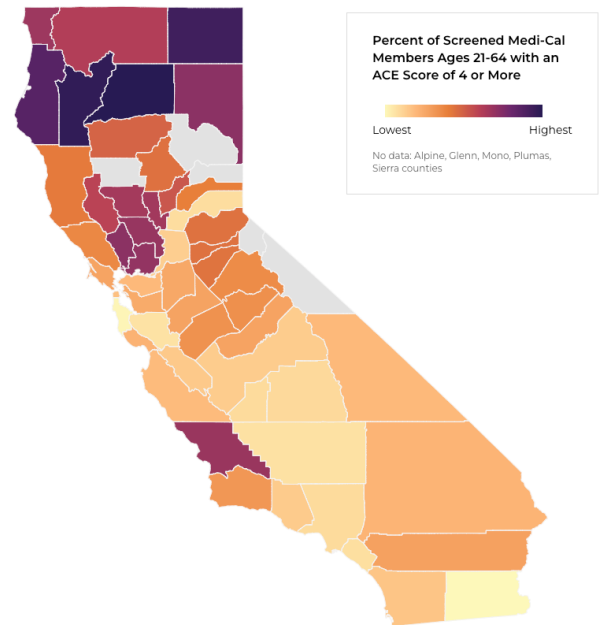 Percent of Screened Medi-Cal
Members Ages 21-64 with an
ACE Score of 4 or More
Lowest Highest
No data: Alpine, Glenn, Mono, Plumas,
Sierra counties